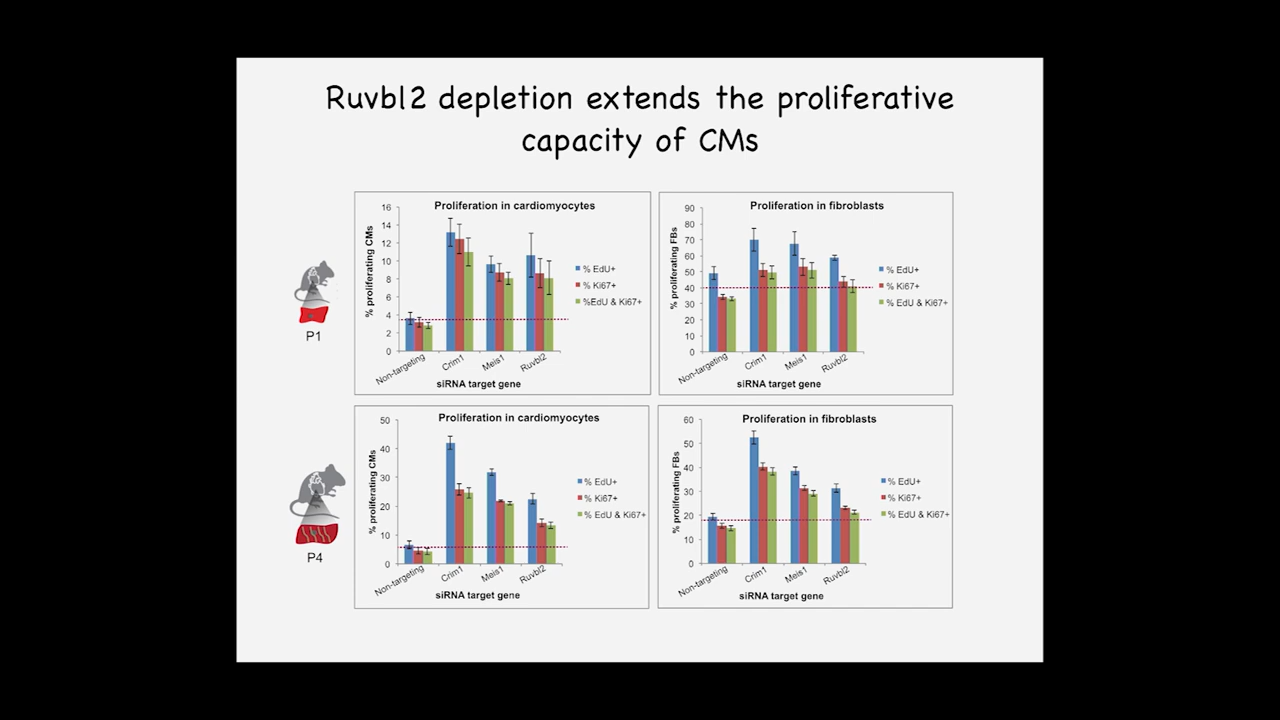 Ruvbl2 depletion extends the proliferative
capacity of CMs
P1
Proliferation in cardiomyocytes
% proliferating CMs
16
14
12
10
8
6
4
2
0
Non-targeting
Crim1
Meis1
Ruvbl2
siRNA target gene
% EdU+
% Ki67+
%EdU & Ki67+
Proliferation in fibroblasts
% proliferating FBs
90
80
70
60
50
40
30
20
10
0
Non-targeting
Crim1
Meis1
Ruvbl2
siRNA target gene
% EdU+
% Ki67+
% EdU & Ki67+
P4
Proliferation in cardiomyocytes
% proliferating CMs
50
40
30
20
10
0
Non-targeting
Crim1
Meis1
Ruvbl2
siRNA target gene
% EdU+
% Ki67+
% EdU & Ki67+
Proliferation in fibroblasts
% proliferating FBs
60
50
40
30
20
10
0
Non-targeting
Crim1
Meis1
Ruvbl2
siRNA target gene
% EdU+
% Ki67+
% EdU & Ki67+